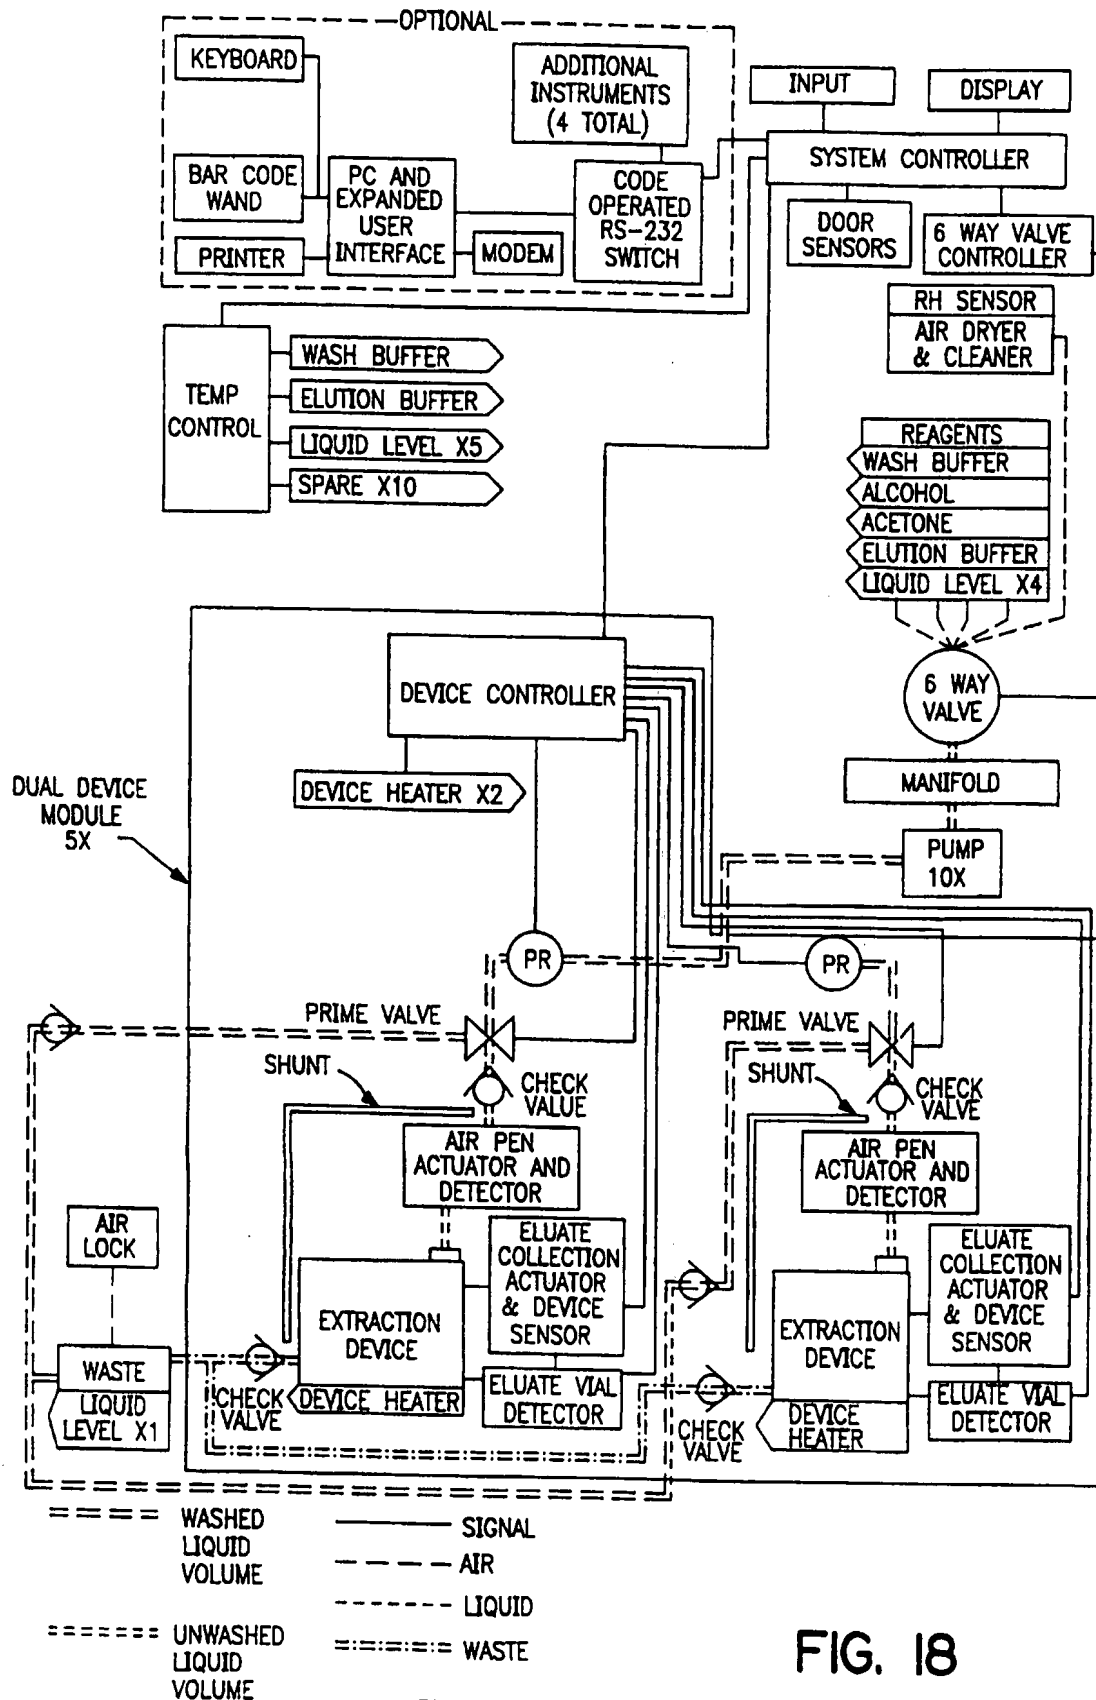 OPTIONAL
KEYBOARD
ADDITIONAL
INSTRUMENTS
(4 TOTAL)
INPUT
DISPLAY
SYSTEM CONTROLLER
BAR CODE
WAND
PC AND
EXPANDED
USER
INTERFACE
CODE
OPERATED
RS-232
SWITCH
PRINTER
MODEM
DOOR
SENSORS
6 WAY VALVE
CONTROLLER
RH SENSOR
AIR DRYER
& CLEANER
TEMP
CONTROL
WASH BUFFER
ELUTION BUFFER
LIQUID LEVEL X5
SPARE X10
REAGENTS
WASH BUFFER
ALCOHOL
ACETONE
ELUTION BUFFER
LIQUID LEVEL X4
DEVICE CONTROLLER
6 WAY
VALVE
DEVICE HEATER X2
MANIFOLD
DUAL DEVICE
MODULE
5X
PUMP
10X
PR
PR
PRIME VALVE
PRIME VALVE
SHUNT
CHECK
VALUE
SHUNT
CHECK
VALVE
AIR PEN
ACTUATOR AND
DETECTOR
AIR PEN
ACTUATOR AND
DETECTOR
AIR
LOCK
ELUATE
COLLECTION
ACTUATOR
& DEVICE
SENSOR
ELUATE
COLLECTION
ACTUATOR
& DEVICE
SENSOR
EXTRACTION
DEVICE
EXTRACTION
DEVICE
WASTE
LIQUID
LEVEL X1
CHECK
VALVE
DEVICE HEATER
ELUATE VIAL
DETECTOR
CHECK
VALVE
DEVICE
HEATER
ELUATE VIAL
DETECTOR
WASHED
LIQUID
VOLUME
SIGNAL
AIR
LIQUID
UNWASHED
LIQUID
VOLUME
WASTE
FIG. 18